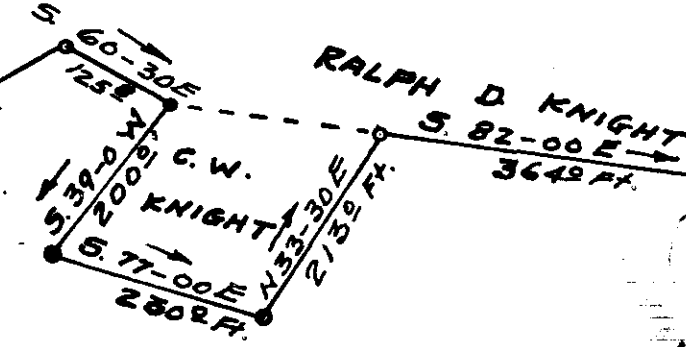 S. 60-30E
125º
RALPH D KNIGHT
S. 82-00 E
364º FT.
S. 39-0 W
200º
C. W.
KNIGHT
N33-30E
213º FT.
S. 77-00E
230º FT.